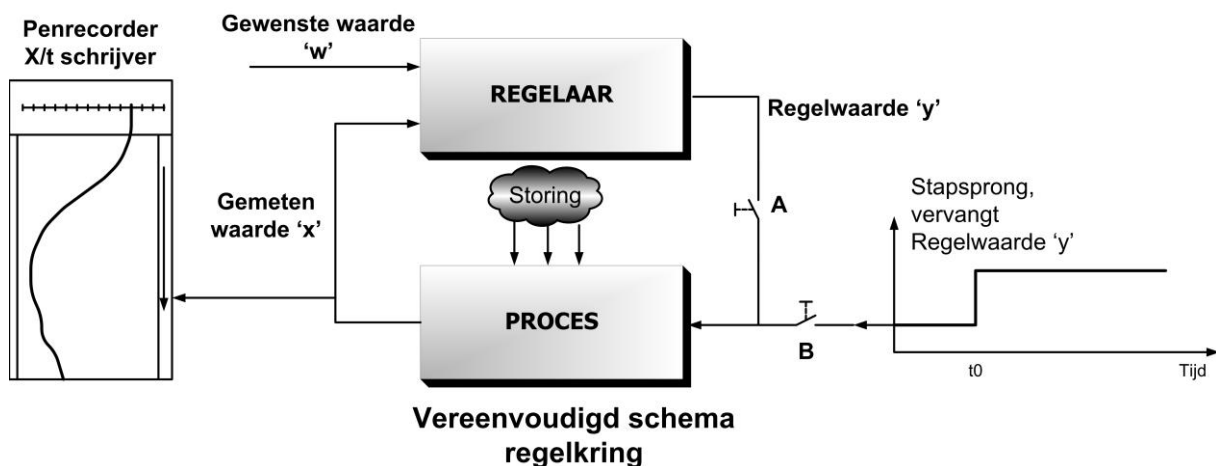 Penrecorder
X/t schrijver
Gewenste waarde
‘w’
REGELAAR
Regelwaarde ‘y’
Gemeten
waarde ‘x’
Storing
A
Stapsprong,
vervangt
Regelwaarde ‘y’
PROCES
B
t0
Tijd
Vereenvoudigd schema
regelkring